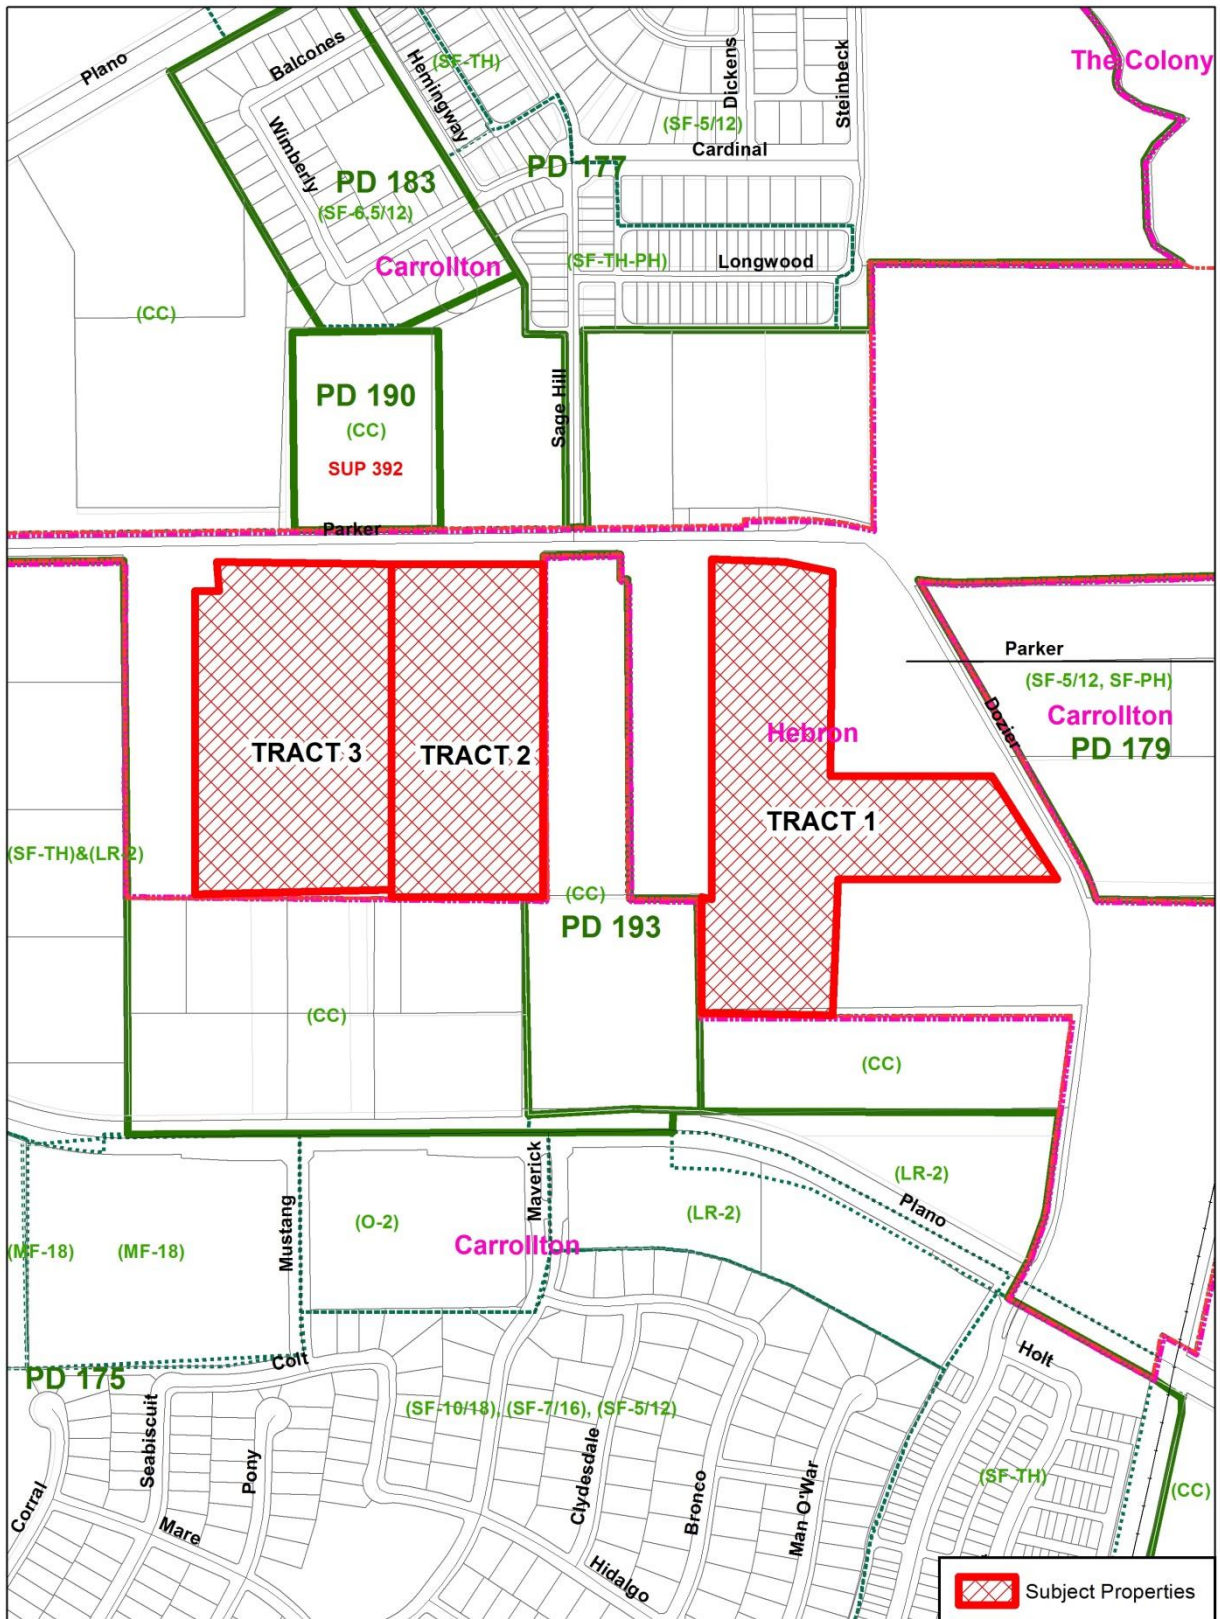 The Colony
Plano
Balcones
Hemingway
(SF-TH)
Dickens
Steinbeck
(SF-5/12)
Wimberly
Cardinal
PD 177
PD 183
(SF-6.5/12)
Carrollton
(SF-TH-PH)
Longwood
(CC)
PD 190
(CC)
SUP 392
Sage Hill
Parker
Parker
(SF-5/12, SF-PH)
Carrollton
PD 179
Dozier
Hebron
TRACT 3
TRACT 2
TRACT 1
(SF-TH)&(LR-2)
(CC)
PD 193
(CC)
(CC)
(LR-2)
Plano
Maverick
Mustang
(O-2)
(LR-2)
(MF-18)
(MF-18)
Carrollton
Holt
Colt
PD 175
Seabiscuit
Pony
(SF-10/18), (SF-7/16), (SF-5/12)
Clydesdale
Bronco
Man O'War
(SF-TH)
(CC)
Corral
Mare
Hidalgo
Subject Properties